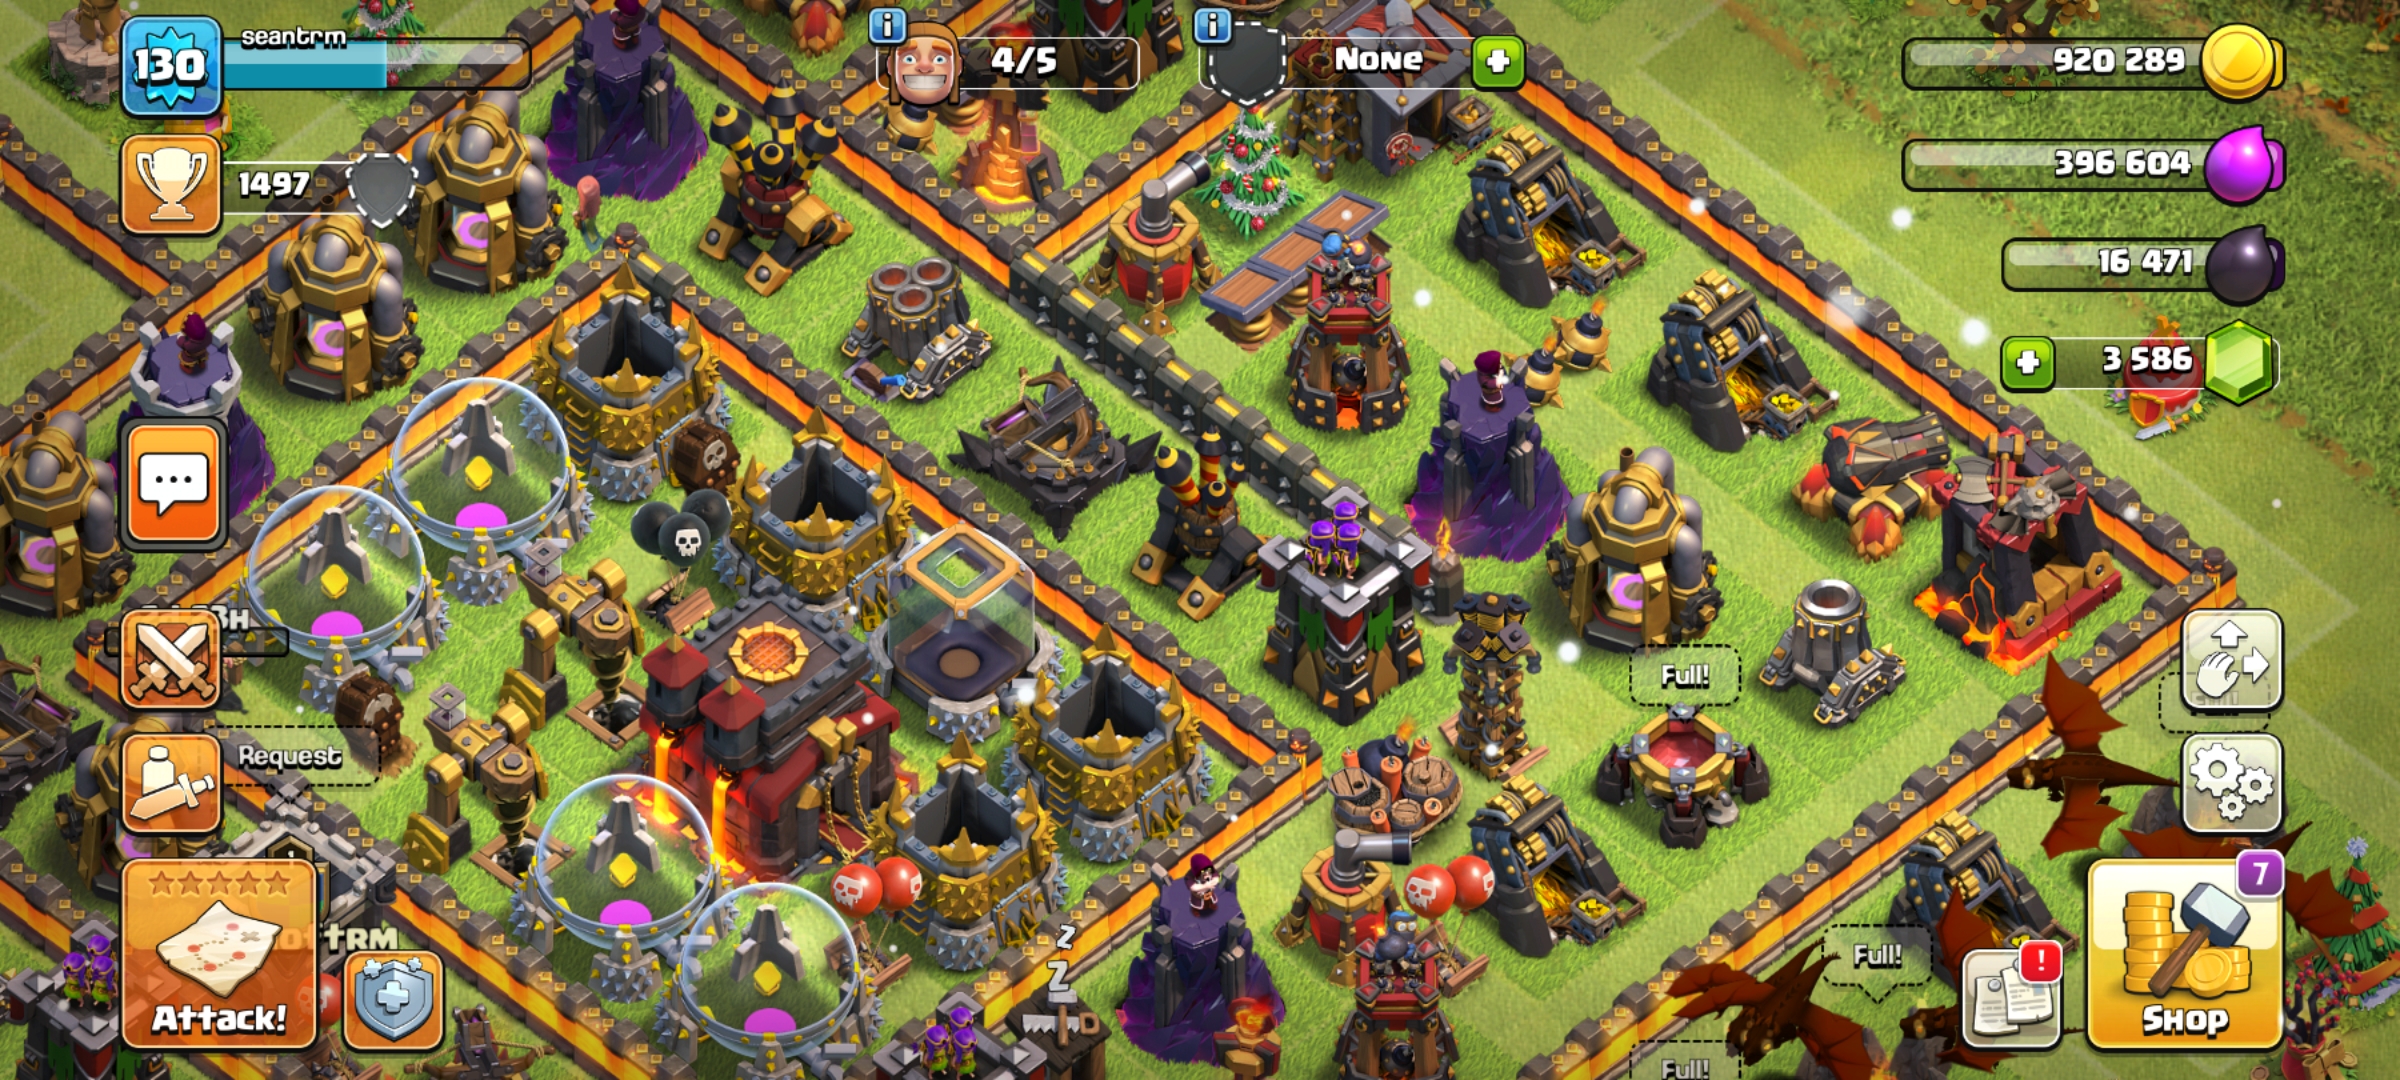 130
seantrm
4/5
None
920 289
1497
396 604
16 471
3 586
Full!
Request
Z
Z
Full!
7
Attack!
Shop
Full!